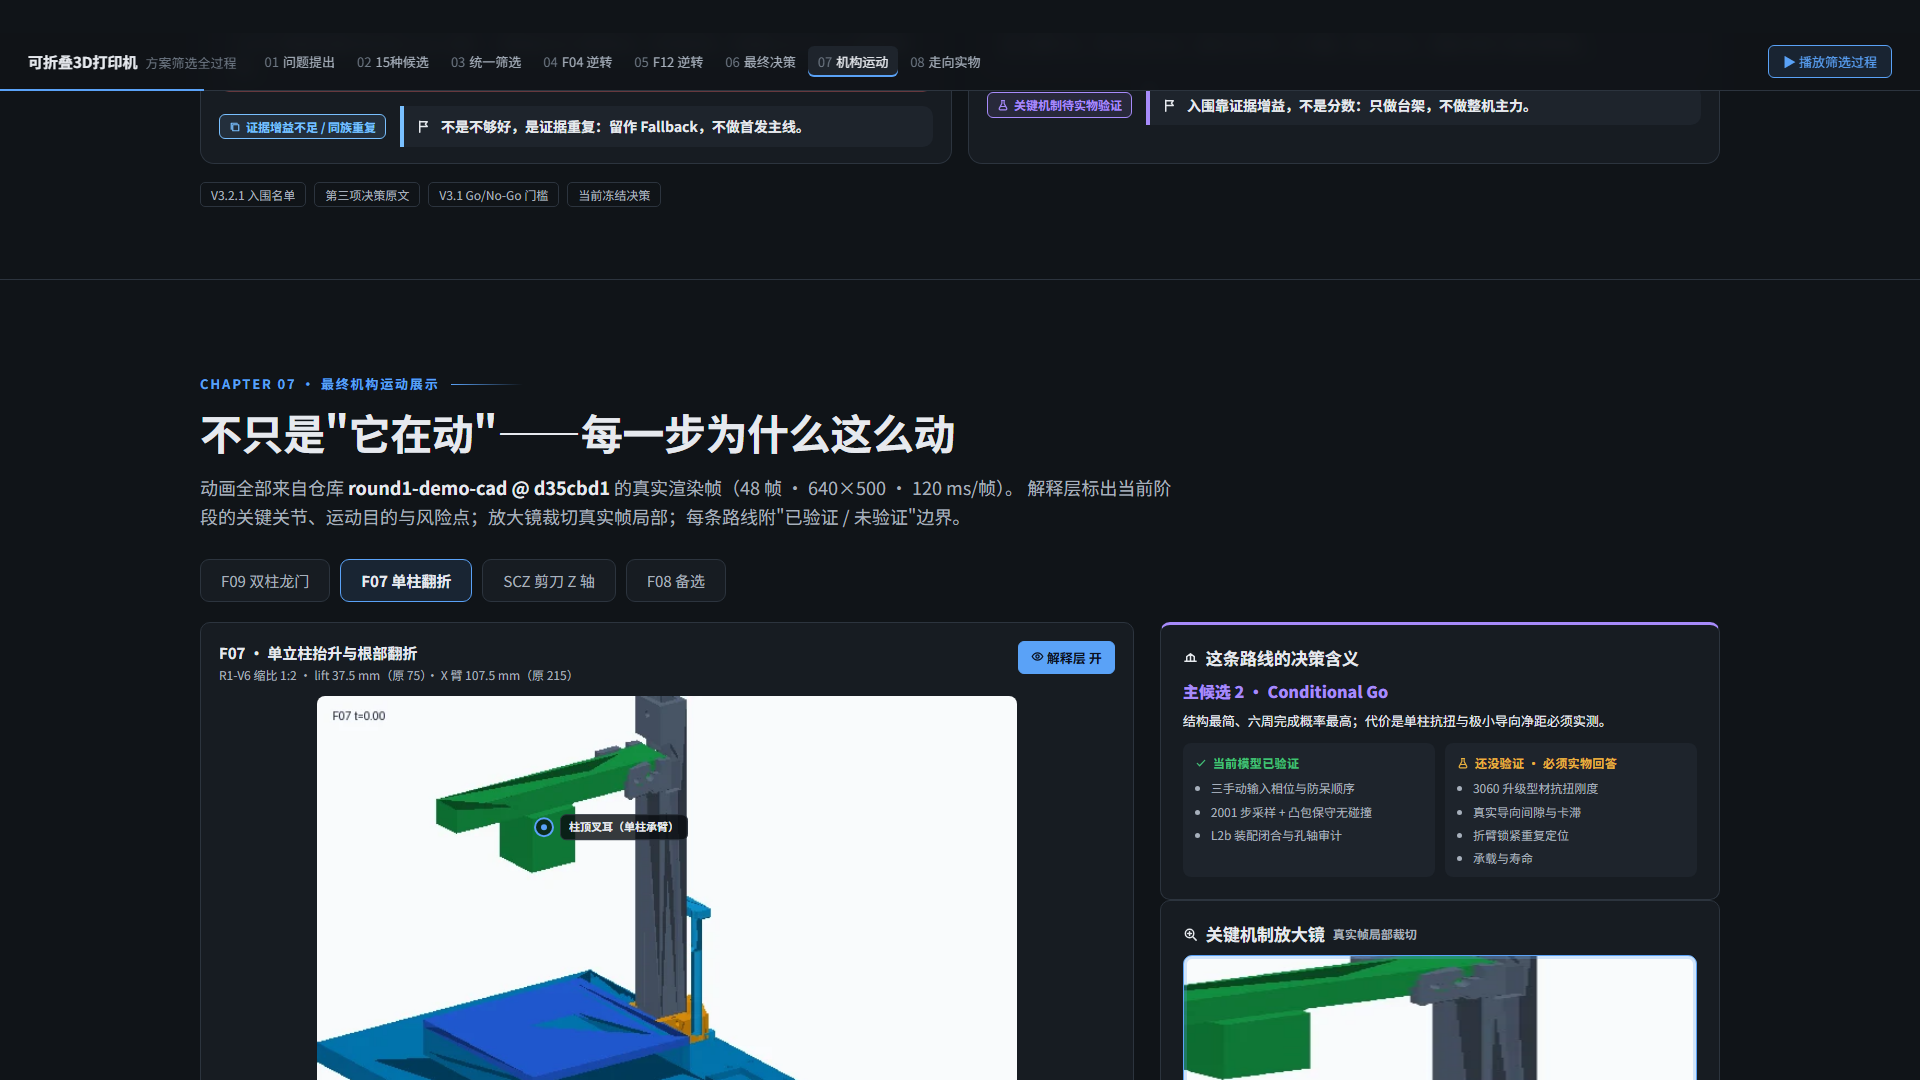 可折叠3D打印机 方案筛选全过程 01 问题提出 02 15种候选 03 统一筛选 04 F04 逆转 05 F12 逆转 06 最终决策 07 机构运动 08 走向实物 ▶ 播放筛选过程
证据增益不足 / 同族重复 不是不够好，是证据重复：留作 Fallback，不做首发主线。
关键机制待实物验证 入围靠证据增益，不是分数：只做台架，不做整机主力。
V3.2.1 入围名单 第三项决策原文 V3.1 Go/No-Go 门槛 当前冻结决策
CHAPTER 07 · 最终机构运动展示
不只是"它在动"——每一步为什么这么动
动画全部来自仓库 round1-demo-cad @ d35cbd1 的真实渲染帧（48 帧 · 640×500 · 120 ms/帧）。 解释层标出当前阶
段的关键关节、运动目的与风险点；放大镜裁切真实帧局部；每条路线附"已验证 / 未验证"边界。
F09 双柱龙门 F07 单柱翻折 SCZ 剪刀 Z 轴 F08 备选
F07 · 单立柱抬升与根部翻折
R1-V6 缩比 1:2 · lift 37.5 mm（原 75）· X 臂 107.5 mm（原 215）
解释层 开
F07 t=0.00
柱顶叉耳（单柱承臂）
这条路线的决策含义
主候选 2 · Conditional Go
结构最简、六周完成概率最高；代价是单柱抗扭与极小导向净距必须实测。
当前模型已验证
三手动输入相位与防呆顺序
2001 步采样 + 凸包保守无碰撞
L2b 装配闭合与孔轴审计
还没验证 · 必须实物回答
3060 升级型材抗扭刚度
真实导向间隙与卡滞
折臂锁紧重复定位
承载与寿命
关键机制放大镜 真实帧局部裁切